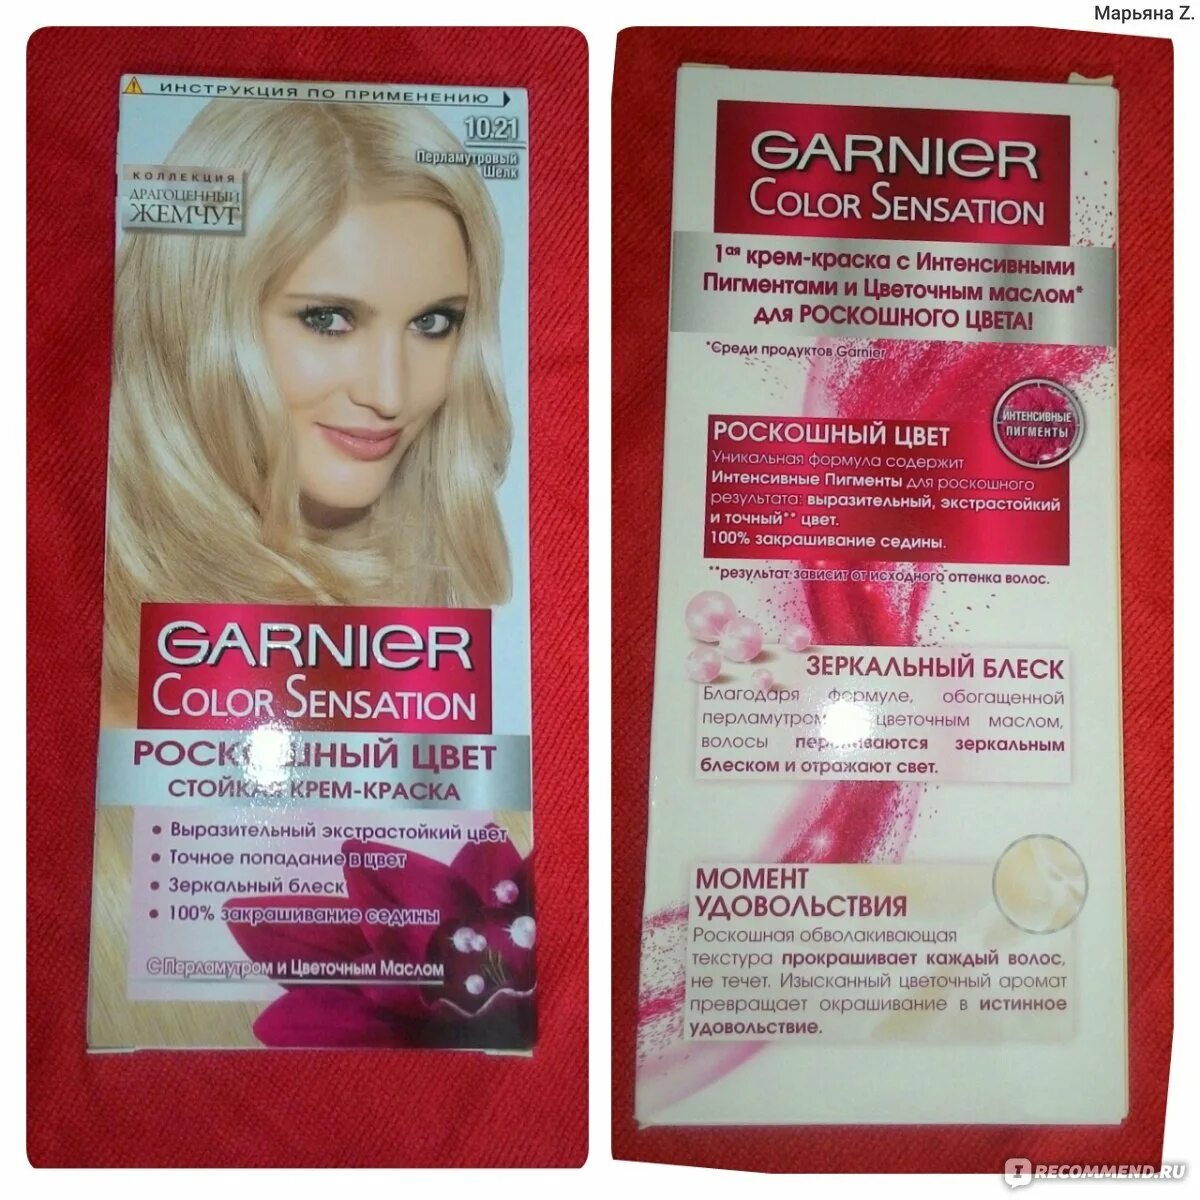 Марьяна Z.
ИНСТРУКЦИЯ ПО ПРИМЕНЕНИЮ
10.21
Перламутровый
Шелк
КОЛЛЕКЦИЯ
ДРАГОЦЕННЫЙ
ЖЕМЧУГ
GARNIER
COLOR SENSATION
РОСКОШНЫЙ ЦВЕТ
СТОЙКАЯ КРЕМ-КРАСКА
• Выразительный экстрастойкий цвет
• Точное попадание в цвет
• Зеркальный блеск
• 100% закрашивание седины
С Перламутром и Цветочным Маслом
GARNIER
COLOR SENSATION
1ая крем-краска с Интенсивными
Пигментами и Цветочным маслом*
для РОСКОШНОГО ЦВЕТА!
*Среди продуктов Garnier
ИНТЕНСИВНЫЕ
ПИГМЕНТЫ
РОСКОШНЫЙ ЦВЕТ
Уникальная формула содержит
Интенсивные Пигменты для роскошного
результата: выразительный, экстрастойкий
и точный** цвет.
100% закрашивание седины.
**результат зависит от исходного оттенка волос.
ЗЕРКАЛЬНЫЙ БЛЕСК
Благодаря формуле, обогащенной
перламутром цветочным маслом,
волосы переливаются зеркальным
блеском и отражают свет.
МОМЕНТ
УДОВОЛЬСТВИЯ
Роскошная обволакивающая
текстура прокрашивает каждый волос,
не течет. Изысканный цветочный аромат
превращает окрашивание в истинное
удовольствие.
IRECOMMEND.RU